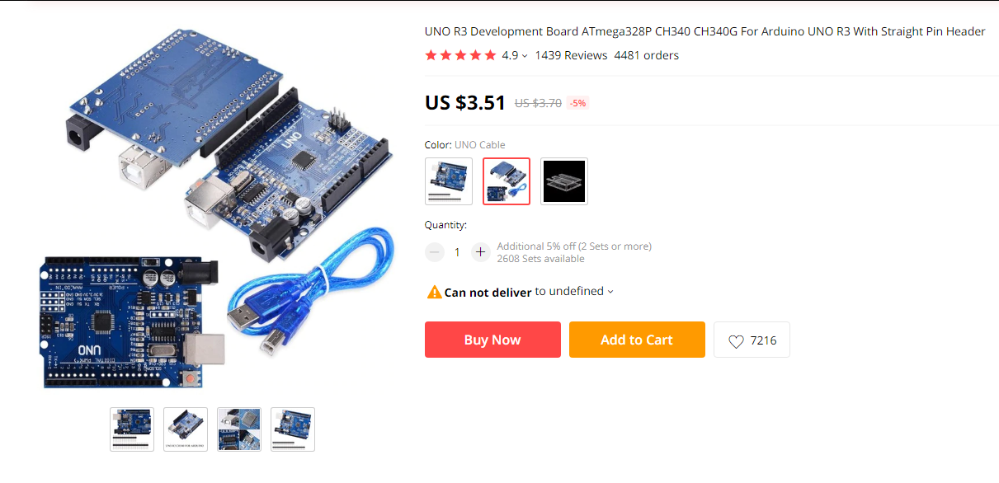 UNO R3 Development Board ATmega328P CH340 CH340G For Arduino UNO R3 With Straight Pin Header
4.9 1439 Reviews 4481 orders
US $3.51 US $3.70 -5%
Color: UNO Cable
Quantity:
1 Additional 5% off (2 Sets or more)
2608 Sets available
Can not deliver to undefined
Buy Now Add to Cart 7216
UNO
ANALOG IN POWER
UNO
DIGITAL